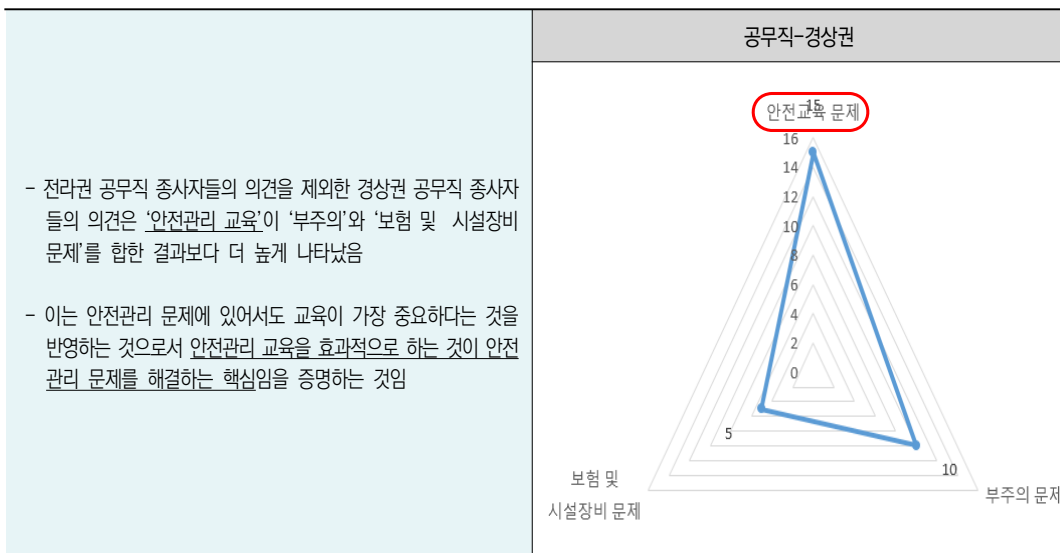 공무직-경상권
- 전라권 공무직 종사자들의 의견을 제외한 경상권 공무직 종사자
들의 의견은 '안전관리 교육'이 '부주의'와 '보험 및 시설장비
문제'를 합한 결과보다 더 높게 나타났음
- 이는 안전관리 문제에 있어서도 교육이 가장 중요하다는 것을
반영하는 것으로서 안전관리 교육을 효과적으로 하는 것이 안전
관리 문제를 해결하는 핵심임을 증명하는 것임
안전교육 문제
15
16
14
12
10
8
6
4
2
0
5
10
보험 및
시설장비 문제
부주의 문제